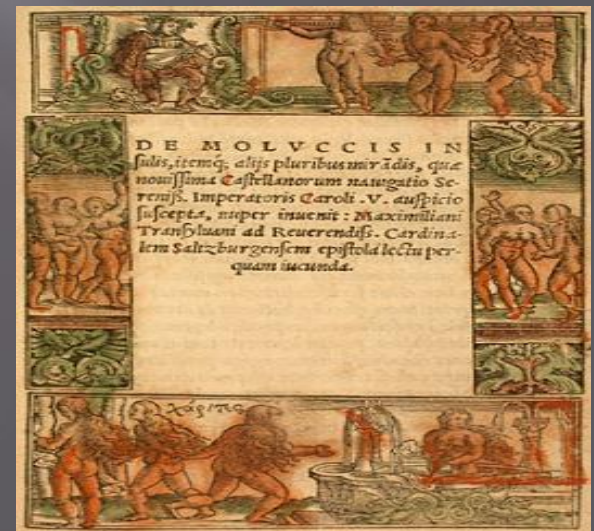 DE MOLVCCIS IN
ſulis, itemq́; alijs pluribus mirãdis, quæ
nouiſsima Caſtellanorum nauigatio Se-
reniſs. Imperatoris Caroli .V. auſpicio
ſuſcepta, nuper inuenit: Maximiliani
Tranſyluani ad Reuerendiſs. Cardina-
lem Saltzburgenſem epiſtola lectu per-
quam iucunda.